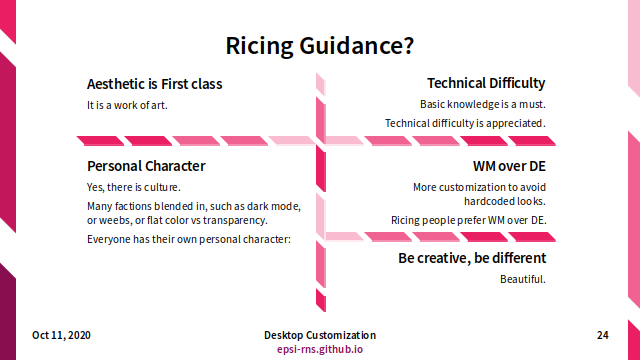 Ricing Guidance?
Aesthetic is First class
It is a work of art.
Personal Character
Yes, there is culture.
Many factions blended in, such as dark mode,
or weebs, or flat color vs transparency.
Everyone has their own personal character:
Technical Difficulty
Basic knowledge is a must.
Technical difficulty is appreciated.
WM over DE
More customization to avoid
hardcoded looks.
Ricing people prefer WM over DE.
Be creative, be different
Beautiful.
Oct 11, 2020
Desktop Customization
epsi-rns.github.io
24